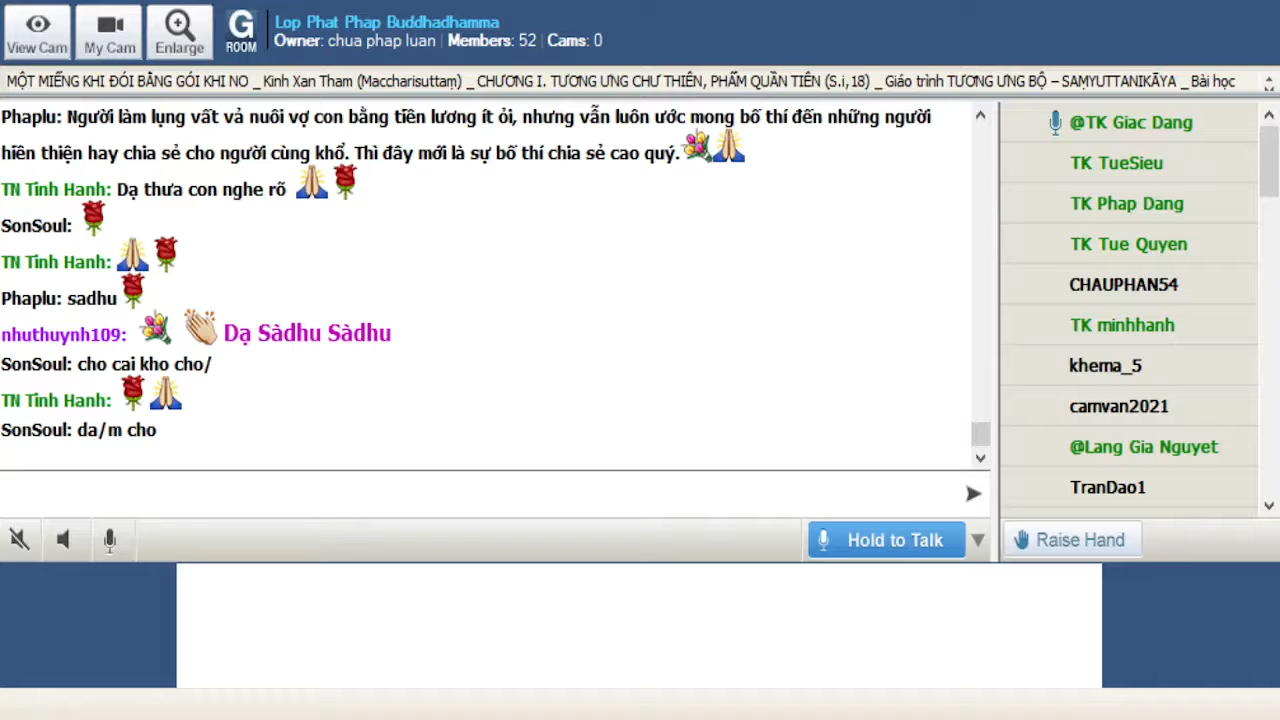 View Cam
My Cam
Enlarge
G
ROOM
Lop Phat Phap Buddhadhamma
Owner: chua phap luan | Members: 52 | Cams: 0
MỘT MIẾNG KHI ĐÓI BẰNG GÓI KHI NO _ Kinh Xan Tham (Maccharisuttaṃ) _ CHƯƠNG I. TƯƠNG ƯNG CHƯ THIÊN, PHẨM QUẦN TIÊN (S.i,18) _ Giáo trình TƯƠNG ƯNG BỘ – SAṂYUTTANIKĀYA _ Bài học
Phaplu: Người làm lụng vất vả nuôi vợ con bằng tiền lương ít ỏi, nhưng vẫn luôn ước mong bố thí đến những người
hiền thiện hay chia sẻ cho người cùng khổ. Thì đây mới là sự bố thí chia sẻ cao quý.
TN Tinh Hanh: Dạ thưa con nghe rõ
SonSoul:
TN Tinh Hanh:
Phaplu: sadhu
nhuthuynh109: Dạ Sàdhu Sàdhu
SonSoul: cho cai kho cho/
TN Tinh Hanh:
SonSoul: da/m cho
@TK Giac Dang
TK TueSieu
TK Phap Dang
TK Tue Quyen
CHAUPHAN54
TK minhhanh
khema_5
camvan2021
@Lang Gia Nguyet
TranDao1
Hold to Talk
Raise Hand